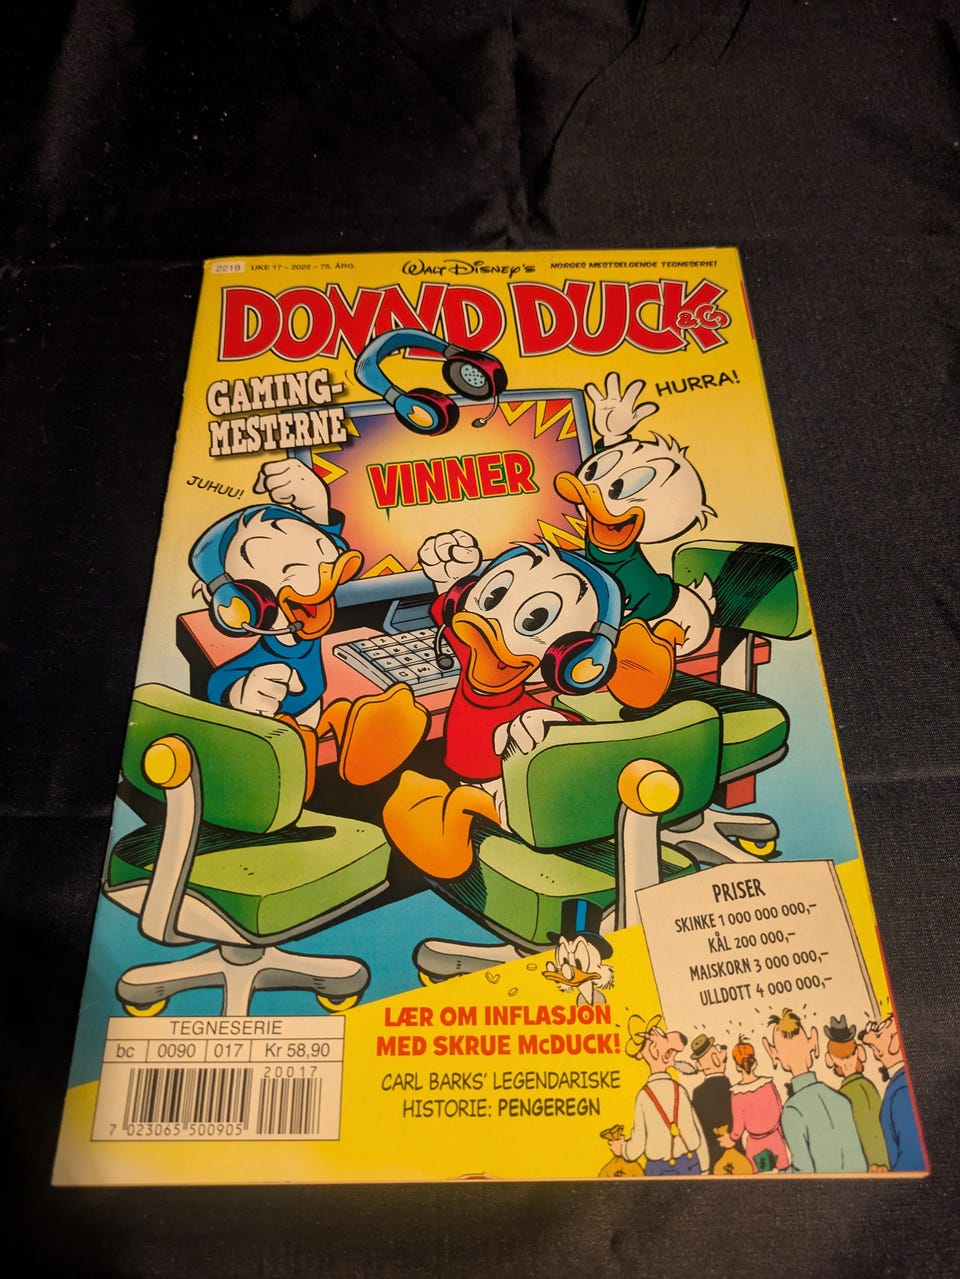 2219 UKE 17 – 2022 – 75. ÅRG.
WALT DISNEY'S
NORGES MESTSELGENDE TEGNESERIE!
DONALD DUCK & Co
GAMING-
MESTERNE
HURRA!
VINNER
JUHUU!
PRISER
SKINKE 1 000 000 000,–
KÅL 200 000,–
MAISKORN 3 000 000,–
ULLDOTT 4 000 000,–
LÆR OM INFLASJON
MED SKRUE McDUCK!
CARL BARKS' LEGENDARISKE
HISTORIE: PENGEREGN
TEGNESERIE
bc 0090 017 Kr 58,90
20017
7 023065 500905